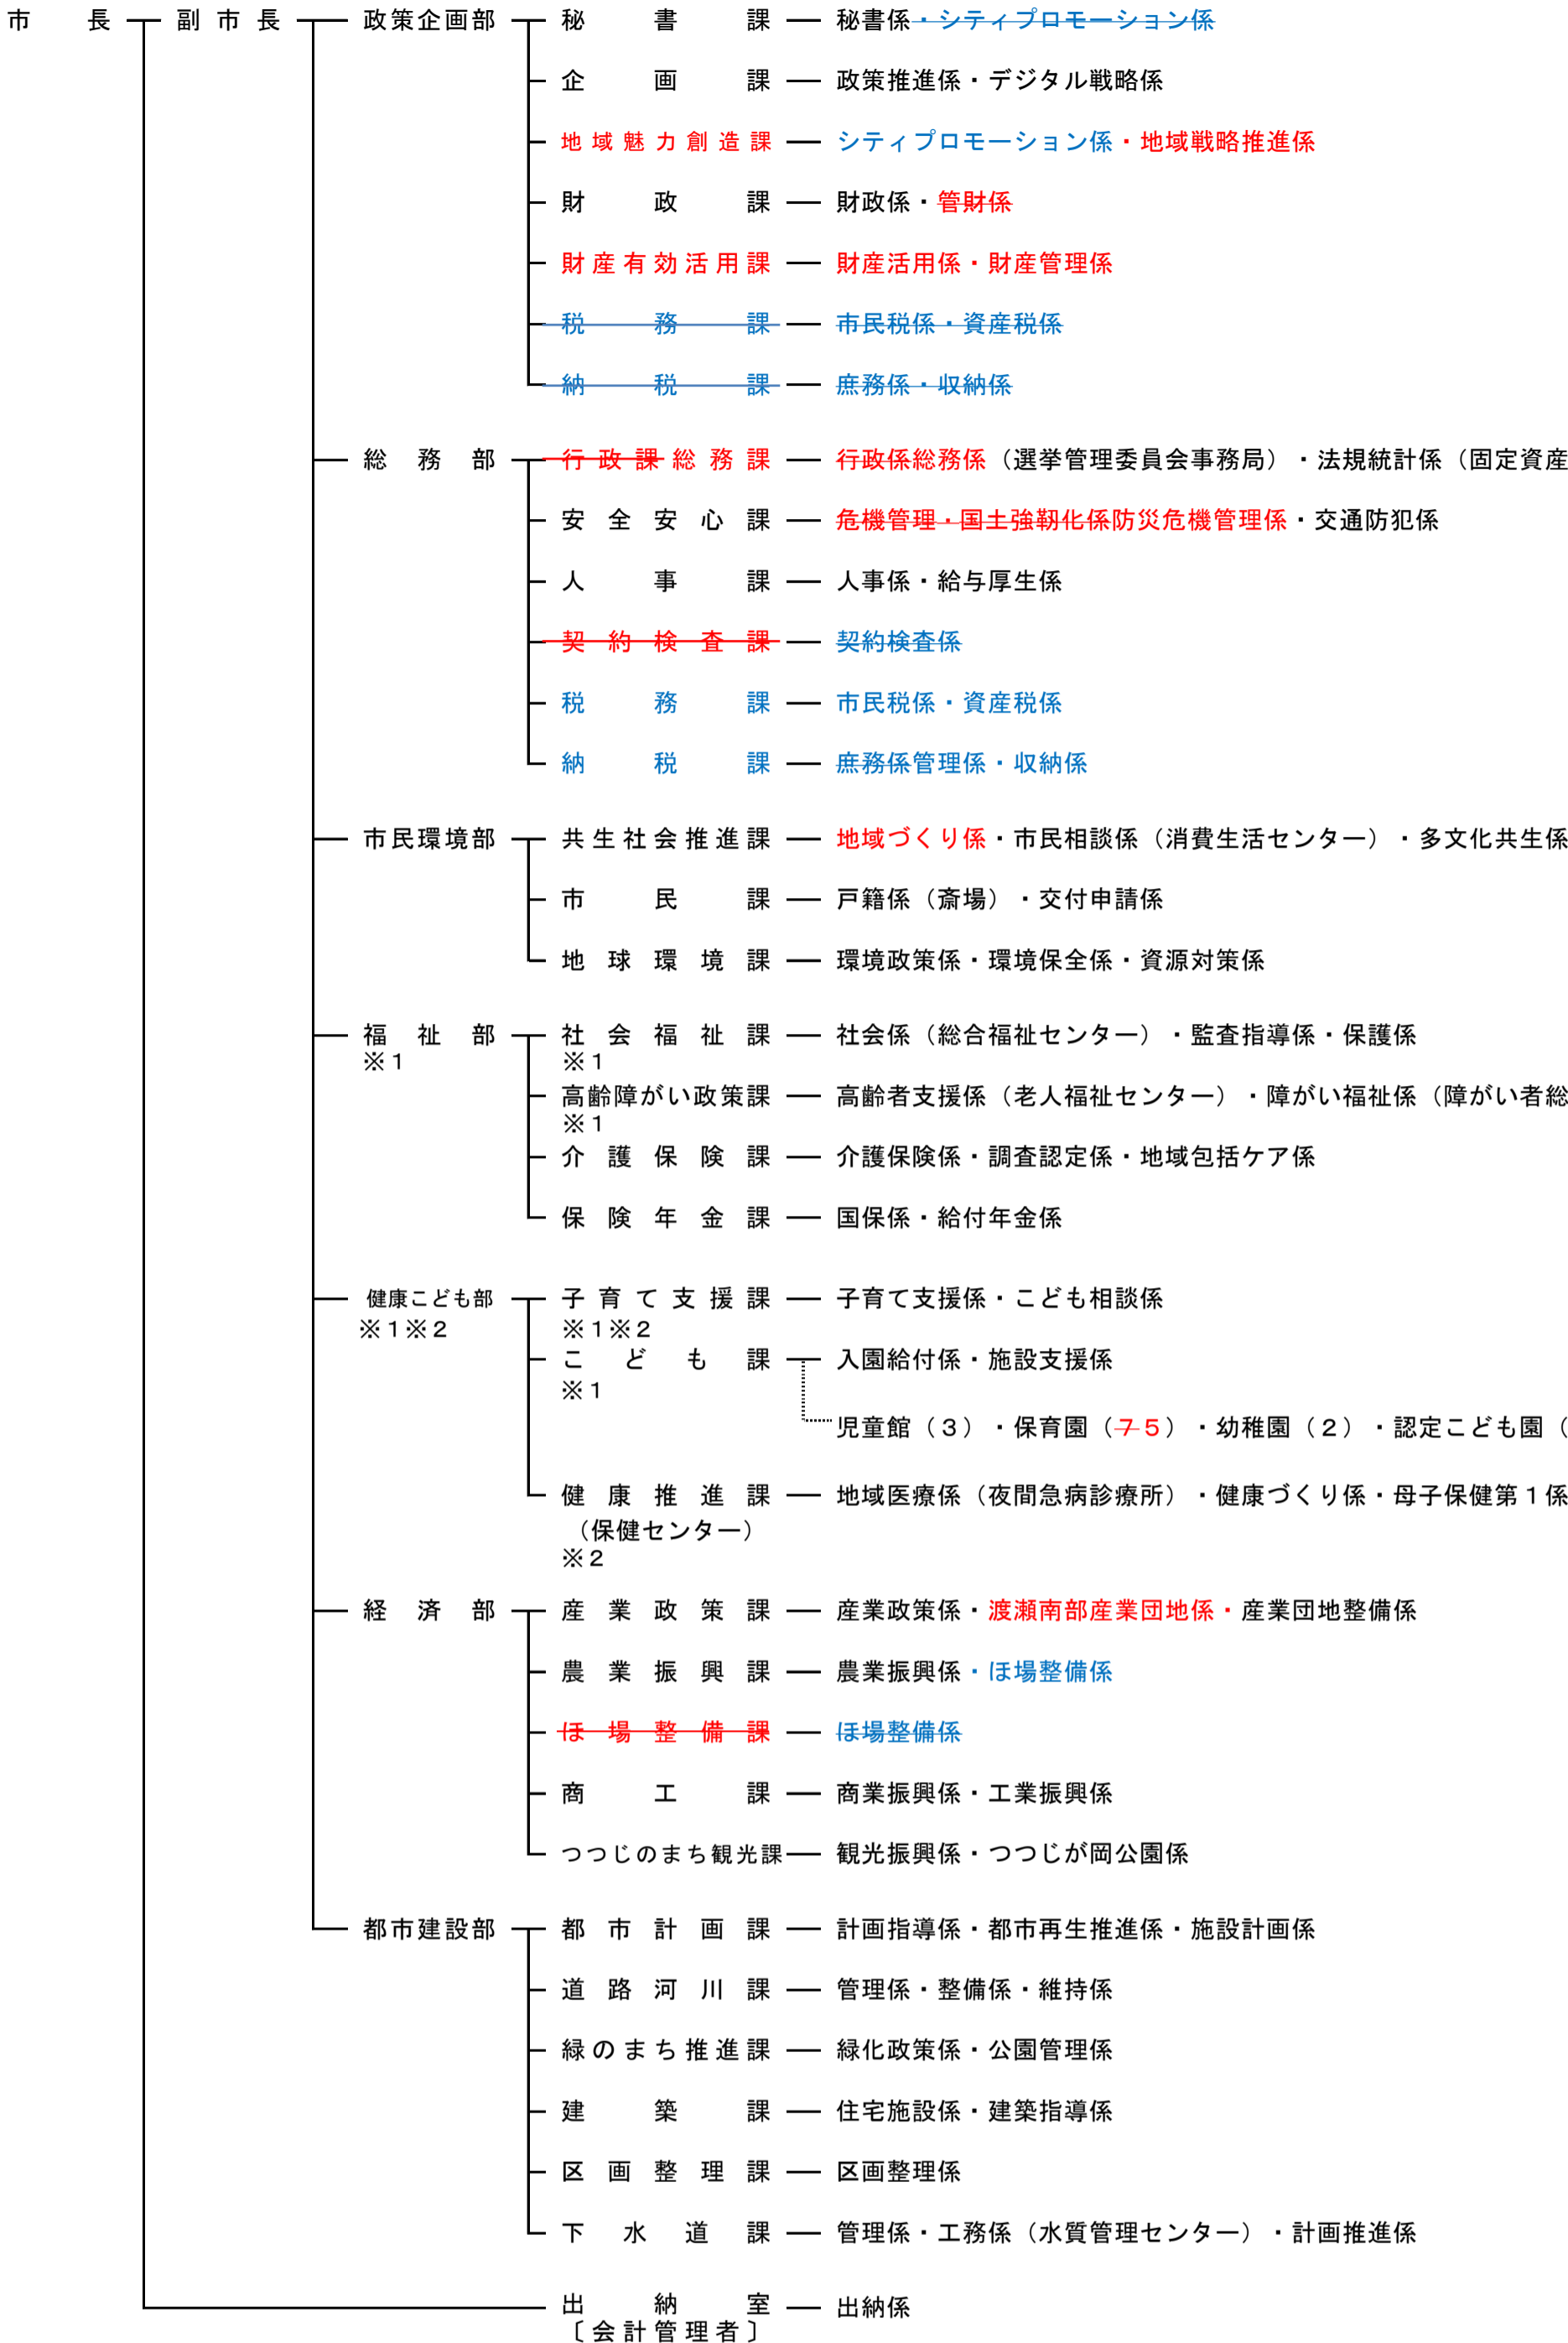 市長 副市長 政策企画部 秘書課 秘書係・シティプロモーション係
企画課 政策推進係・デジタル戦略係
地域魅力創造課 シティプロモーション係・地域戦略推進係
財政課 財政係・管財係
財産有効活用課 財産活用係・財産管理係
税務課 市民税係・資産税係
納税課 庶務係・収納係
総務部 行政課総務課 行政係総務係（選挙管理委員会事務局）・法規統計係（固定資産
安全安心課 危機管理・国土強靭化係防災危機管理係・交通防犯係
人事課 人事係・給与厚生係
契約検査課 契約検査係
税務課 市民税係・資産税係
納税課 庶務係管理係・収納係
市民環境部 共生社会推進課 地域づくり係・市民相談係（消費生活センター）・多文化共生係
市民課 戸籍係（斎場）・交付申請係
地球環境課 環境政策係・環境保全係・資源対策係
福祉部 社会福祉課 社会係（総合福祉センター）・監査指導係・保護係
※１ ※１
高齢障がい政策課 高齢者支援係（老人福祉センター）・障がい福祉係（障がい者総
※１
介護保険課 介護保険係・調査認定係・地域包括ケア係
保険年金課 国保係・給付年金係
健康こども部 子育て支援課 子育て支援係・こども相談係
※１※２ ※１※２
こども課 入園給付係・施設支援係
※１
児童館（３）・保育園（７５）・幼稚園（２）・認定こども園（
健康推進課 地域医療係（夜間急病診療所）・健康づくり係・母子保健第１係
（保健センター）
※２
経済部 産業政策課 産業政策係・渡瀬南部産業団地係・産業団地整備係
農業振興課 農業振興係・ほ場整備係
ほ場整備課 ほ場整備係
商工課 商業振興係・工業振興係
つつじのまち観光課 観光振興係・つつじが岡公園係
都市建設部 都市計画課 計画指導係・都市再生推進係・施設計画係
道路河川課 管理係・整備係・維持係
緑のまち推進課 緑化政策係・公園管理係
建築課 住宅施設係・建築指導係
区画整理課 区画整理係
下水道課 管理係・工務係（水質管理センター）・計画推進係
出納室 出納係
〔会計管理者〕